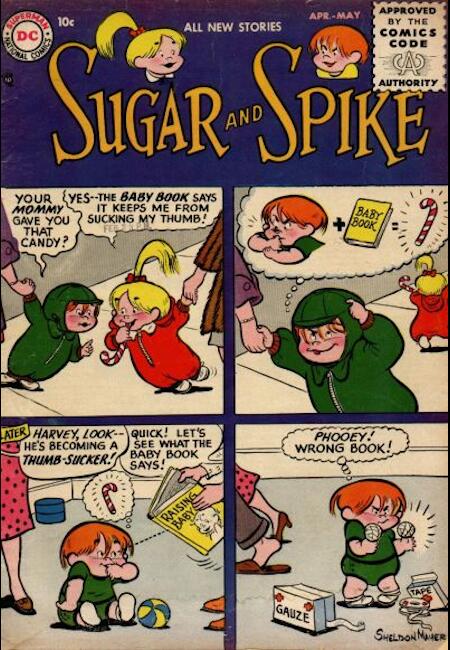 SUPERMAN
DC
NATIONAL COMICS
10c
ALL NEW STORIES
APR.-MAY
APPROVED
BY THE
COMICS
CODE
CA
AUTHORITY
SUGAR AND SPIKE
YOUR
MOMMY
GAVE YOU
THAT
CANDY?
YES--THE BABY BOOK SAYS
IT KEEPS ME FROM
SUCKING MY THUMB!
+
BABY
BOOK
=
LATER
HARVEY, LOOK--
HE'S BECOMING A
THUMB-SUCKER!
QUICK! LET'S
SEE WHAT THE
BABY BOOK
SAYS!
RAISING
BABY
PHOOEY!
WRONG BOOK!
GAUZE
TAPE
SHELDON MAYER